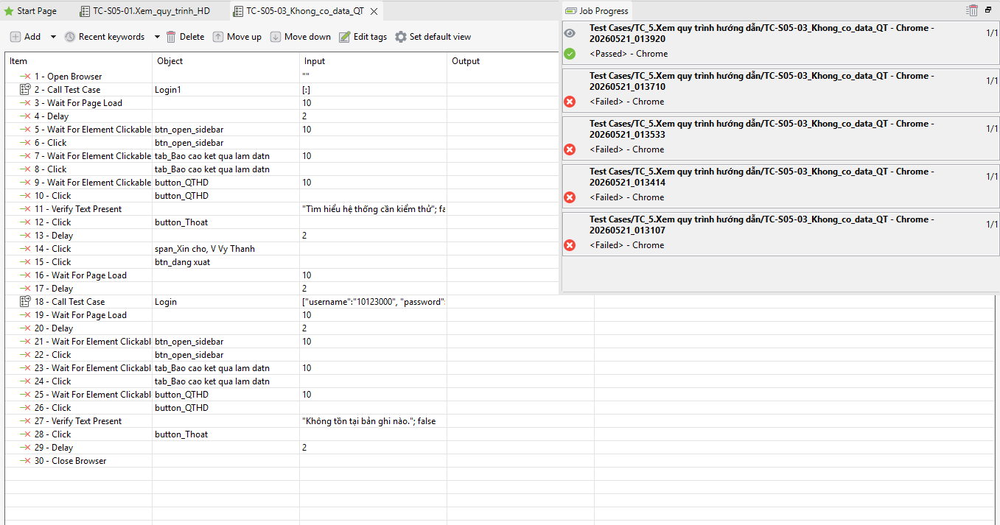 Start Page
TC-S05-01.Xem_quy_trinh_HD
TC-S05-03_Khong_co_data_QT
Add
Recent keywords
Delete
Move up
Move down
Edit tags
Set default view
Item Object Input Output
1 - Open Browser ""
2 - Call Test Case Login1 [:]
3 - Wait For Page Load 10
4 - Delay 2
5 - Wait For Element Clickable btn_open_sidebar 10
6 - Click btn_open_sidebar
7 - Wait For Element Clickable tab_Bao cao ket qua lam datn 10
8 - Click tab_Bao cao ket qua lam datn
9 - Wait For Element Clickable button_QTHD 10
10 - Click button_QTHD
11 - Verify Text Present "Tìm hiểu hệ thống cần kiểm thử"; fa
12 - Click button_Thoat
13 - Delay 2
14 - Click span_Xin cho, V Vy Thanh
15 - Click btn_dang xuat
16 - Wait For Page Load 10
17 - Delay 2
18 - Call Test Case Login ["username":"10123000", "password":
19 - Wait For Page Load 10
20 - Delay 2
21 - Wait For Element Clickabl btn_open_sidebar 10
22 - Click btn_open_sidebar
23 - Wait For Element Clickabl tab_Bao cao ket qua lam datn 10
24 - Click tab_Bao cao ket qua lam datn
25 - Wait For Element Clickabl button_QTHD 10
26 - Click button_QTHD
27 - Verify Text Present "Không tồn tại bản ghi nào."; false
28 - Click button_Thoat
29 - Delay 2
30 - Close Browser
Job Progress
Test Cases/TC_5.Xem quy trình hướng dẫn/TC-S05-03_Khong_co_data_QT - Chrome - 1/1
20260521_013920
<Passed> - Chrome
Test Cases/TC_5.Xem quy trình hướng dẫn/TC-S05-03_Khong_co_data_QT - Chrome - 1/1
20260521_013710
<Failed> - Chrome
Test Cases/TC_5.Xem quy trình hướng dẫn/TC-S05-03_Khong_co_data_QT - Chrome - 1/1
20260521_013533
<Failed> - Chrome
Test Cases/TC_5.Xem quy trình hướng dẫn/TC-S05-03_Khong_co_data_QT - Chrome - 1/1
20260521_013414
<Failed> - Chrome
Test Cases/TC_5.Xem quy trình hướng dẫn/TC-S05-03_Khong_co_data_QT - Chrome - 1/1
20260521_013107
<Failed> - Chrome